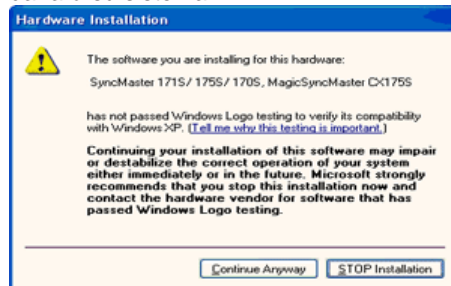 Hardware Installation
The software you are installing for this hardware:
SyncMaster 171S/ 175S/ 170S, MagicSyncMaster CX175S
has not passed Windows Logo testing to verify its compatibility
with Windows XP. (Tell me why this testing is important.)
Continuing your installation of this software may impair
or destabilize the correct operation of your system
either immediately or in the future. Microsoft strongly
recommends that you stop this installation now and
contact the hardware vendor for software that has
passed Windows Logo testing.
Continue Anyway STOP Installation